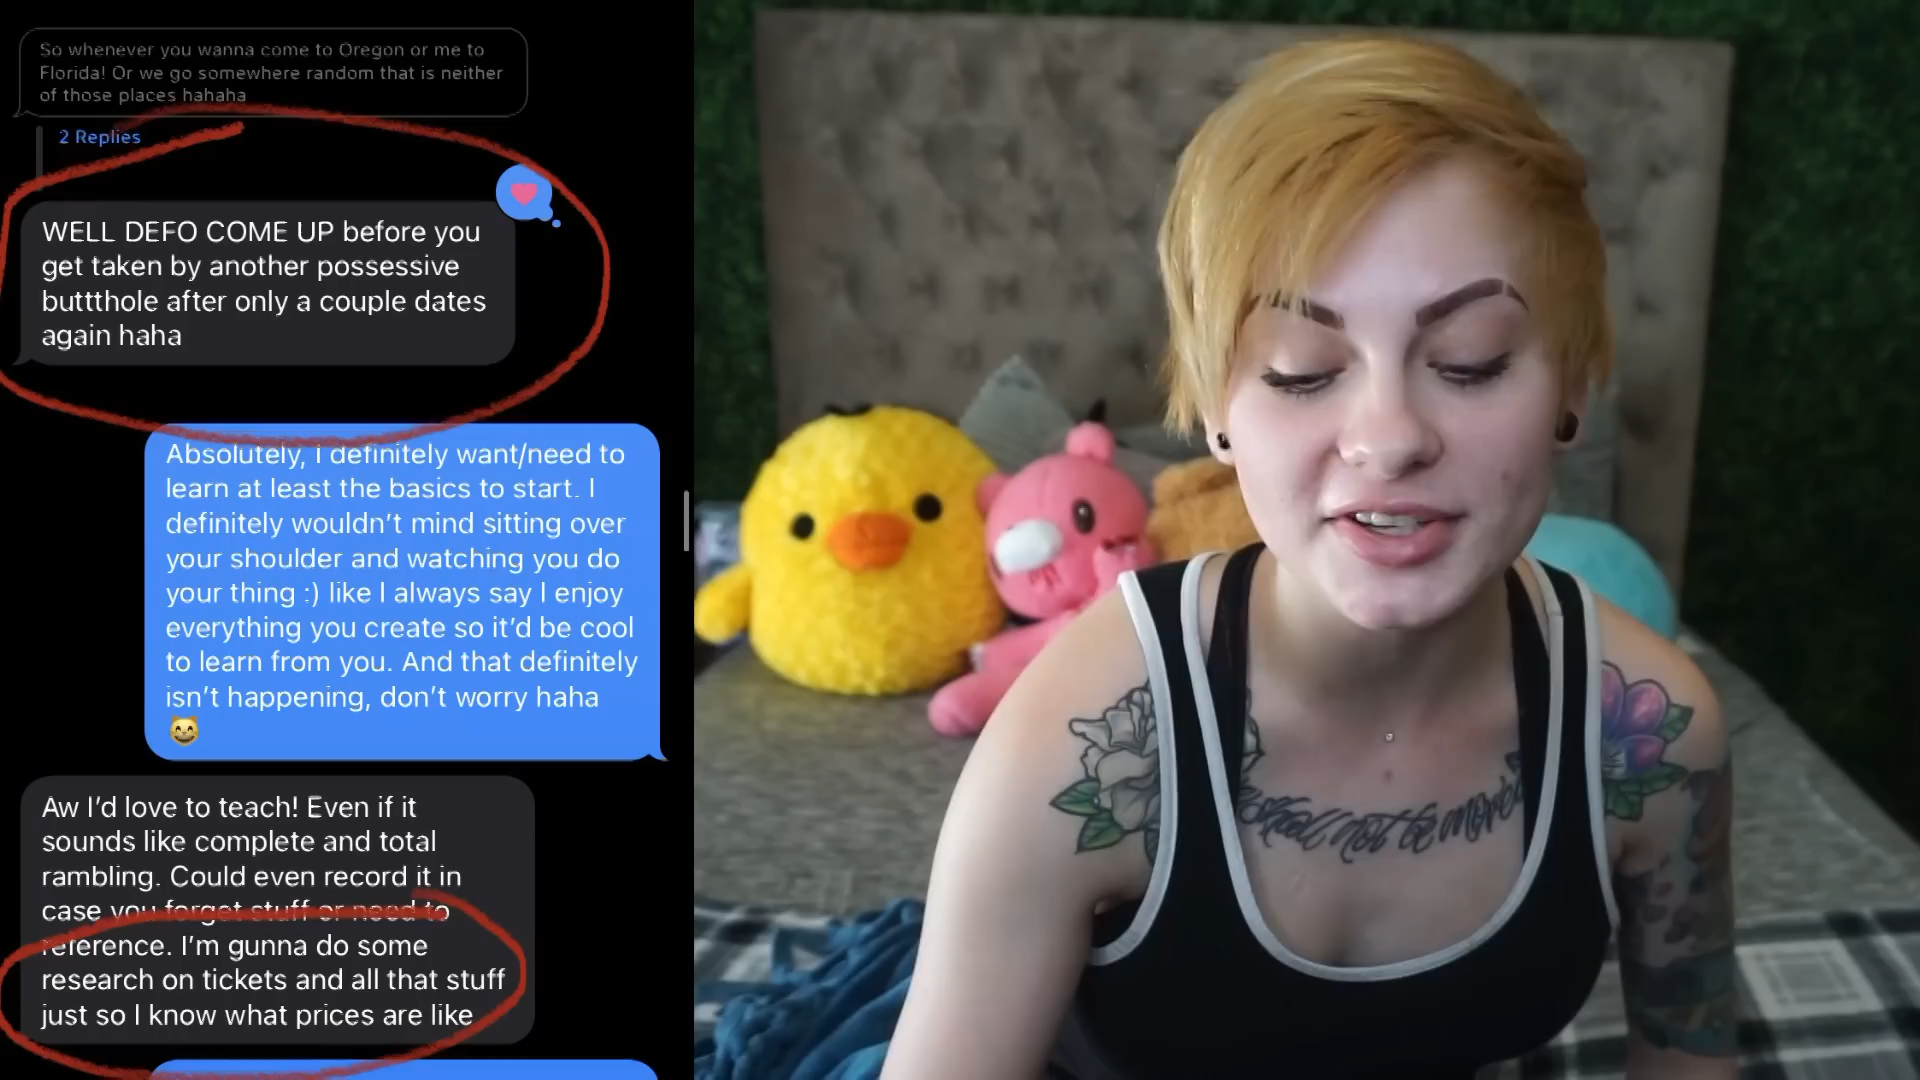 So whenever you wanna come to Oregon or me to
Florida! Or we go somewhere random that is neither
of those places hahaha
2 Replies
WELL DEFO COME UP before you
get taken by another possessive
buttthole after only a couple dates
again haha
Absolutely, I definitely want/need to
learn at least the basics to start. I
definitely wouldn't mind sitting over
your shoulder and watching you do
your thing :) like I always say I enjoy
everything you create so it'd be cool
to learn from you. And that definitely
isn't happening, don't worry haha
😸
Aw I'd love to teach! Even if it
sounds like complete and total
rambling. Could even record it in
case you forget stuff or need to
reference. I'm gunna do some
research on tickets and all that stuff
just so I know what prices are like
shall not be moved